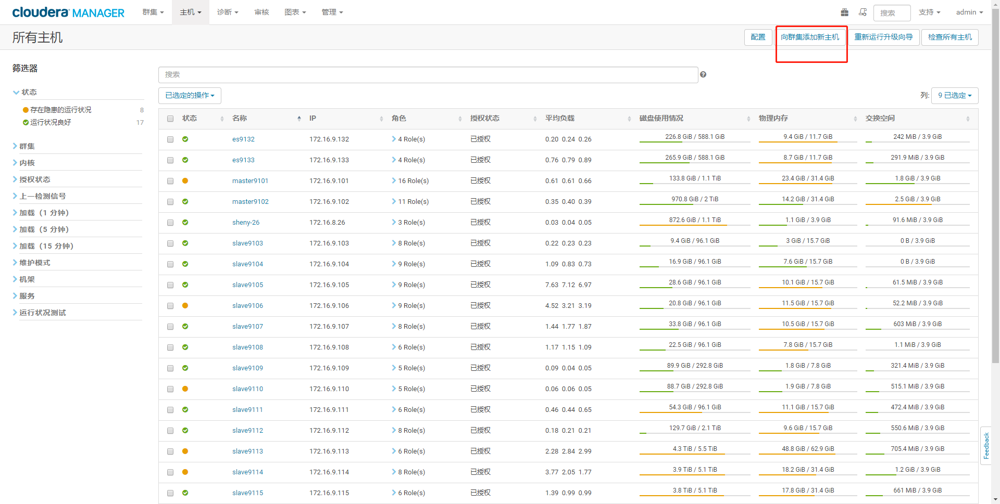 cloudera MANAGER 群集 主机 诊断 审核 图表 管理 搜索 支持 admin
所有主机 配置 向群集添加新主机 重新运行升级向导 检查所有主机
筛选器
状态
存在隐患的运行状况 8
运行状况良好 17
群集
内核
授权状态
上一检测信号
加载（1 分钟）
加载（5 分钟）
加载（15 分钟）
维护模式
机架
服务
运行状况测试
搜索
已选定的操作 列: 9 已选定
状态 名称 IP 角色 授权状态 平均负载 磁盘使用情况 物理内存 交换空间
es9132 172.16.9.132 4 Role(s) 已授权 0.20 0.24 0.26 226.8 GiB / 588.1 GiB 9.4 GiB / 11.7 GiB 242 MiB / 3.9 GiB
es9133 172.16.9.133 4 Role(s) 已授权 0.76 0.79 0.89 265.9 GiB / 588.1 GiB 8.7 GiB / 11.7 GiB 291.9 MiB / 3.9 GiB
master9101 172.16.9.101 16 Role(s) 已授权 0.61 0.61 0.66 133.8 GiB / 1.1 TiB 23.4 GiB / 31.4 GiB 1.8 GiB / 3.9 GiB
master9102 172.16.9.102 11 Role(s) 已授权 0.35 0.40 0.39 970.8 GiB / 2 TiB 14.2 GiB / 31.4 GiB 2.5 GiB / 3.9 GiB
sheny-26 172.16.8.26 3 Role(s) 已授权 0.03 0.04 0.05 872.6 GiB / 1.1 TiB 1.1 GiB / 3.9 GiB 91.6 MiB / 3.9 GiB
slave9103 172.16.9.103 8 Role(s) 已授权 0.22 0.23 0.23 9.4 GiB / 96.1 GiB 3 GiB / 15.7 GiB 0 B / 3.9 GiB
slave9104 172.16.9.104 9 Role(s) 已授权 1.09 0.83 0.73 16.9 GiB / 96.1 GiB 7.6 GiB / 15.7 GiB 0 B / 3.9 GiB
slave9105 172.16.9.105 9 Role(s) 已授权 7.63 7.12 6.97 28.6 GiB / 96.1 GiB 10.1 GiB / 15.7 GiB 61.5 MiB / 3.9 GiB
slave9106 172.16.9.106 9 Role(s) 已授权 4.52 3.21 3.19 20.8 GiB / 96.1 GiB 11.5 GiB / 15.7 GiB 52.2 MiB / 3.9 GiB
slave9107 172.16.9.107 8 Role(s) 已授权 1.44 1.77 1.87 33.8 GiB / 96.1 GiB 10.5 GiB / 15.7 GiB 603 MiB / 3.9 GiB
slave9108 172.16.9.108 6 Role(s) 已授权 1.17 1.15 1.09 22.5 GiB / 96.1 GiB 7.8 GiB / 15.7 GiB 1.1 MiB / 3.9 GiB
slave9109 172.16.9.109 5 Role(s) 已授权 0.09 0.04 0.05 89.9 GiB / 292.8 GiB 1.8 GiB / 7.8 GiB 321.4 MiB / 3.9 GiB
slave9110 172.16.9.110 5 Role(s) 已授权 0.06 0.06 0.05 88.7 GiB / 292.8 GiB 1.9 GiB / 7.8 GiB 515.1 MiB / 3.9 GiB
slave9111 172.16.9.111 6 Role(s) 已授权 0.46 0.44 0.65 54.3 GiB / 96.1 GiB 11.1 GiB / 15.7 GiB 472.4 MiB / 3.9 GiB
slave9112 172.16.9.112 8 Role(s) 已授权 0.18 0.21 0.21 129.7 GiB / 2.1 TiB 9.6 GiB / 15.7 GiB 550.6 MiB / 3.9 GiB
slave9113 172.16.9.113 6 Role(s) 已授权 2.28 2.84 2.99 4.3 TiB / 5.5 TiB 48.8 GiB / 62.9 GiB 705.4 MiB / 3.9 GiB
slave9114 172.16.9.114 8 Role(s) 已授权 3.77 2.05 1.77 3.9 TiB / 5.1 TiB 18.2 GiB / 31.4 GiB 1.2 GiB / 3.9 GiB
slave9115 172.16.9.115 6 Role(s) 已授权 1.39 0.99 0.99 3.8 TiB / 5.1 TiB 17.8 GiB / 31.4 GiB 661 MiB / 3.9 GiB
Feedback